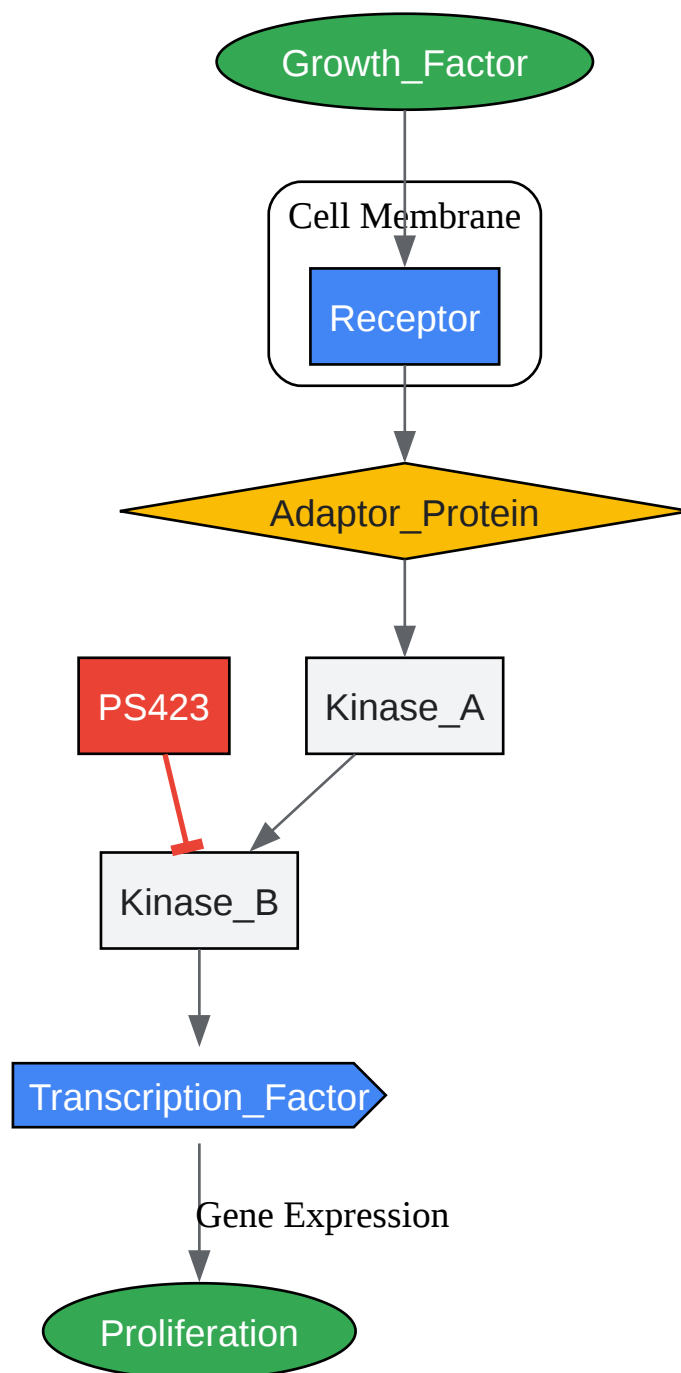 Growth_Factor
Cell Membrane
Receptor
Adaptor_Protein
PS423
Kinase_A
Kinase_B
Transcription_Factor
Gene Expression
Proliferation